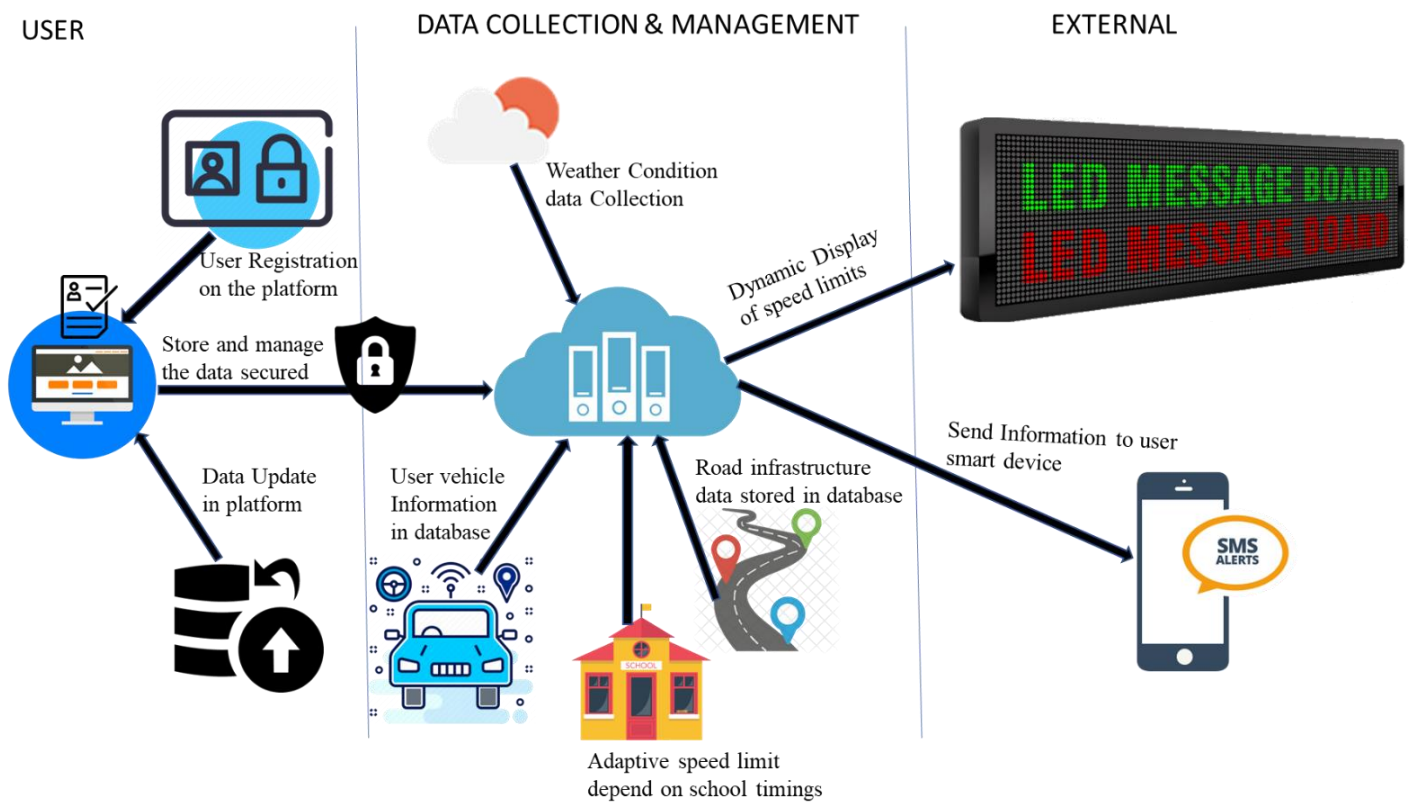 USER
DATA COLLECTION & MANAGEMENT
EXTERNAL
User Registration
on the platform
Store and manage
the data secured
Data Update
in platform
Weather Condition
data Collection
User vehicle
Information
in database
SCHOOL
Adaptive speed limit
depend on school timings
Road infrastructure
data stored in database
Dynamic Display
of speed limits
LED MESSAGE BOARD
LED MESSAGE BOARD
Send Information to user
smart device
SMS
ALERTS